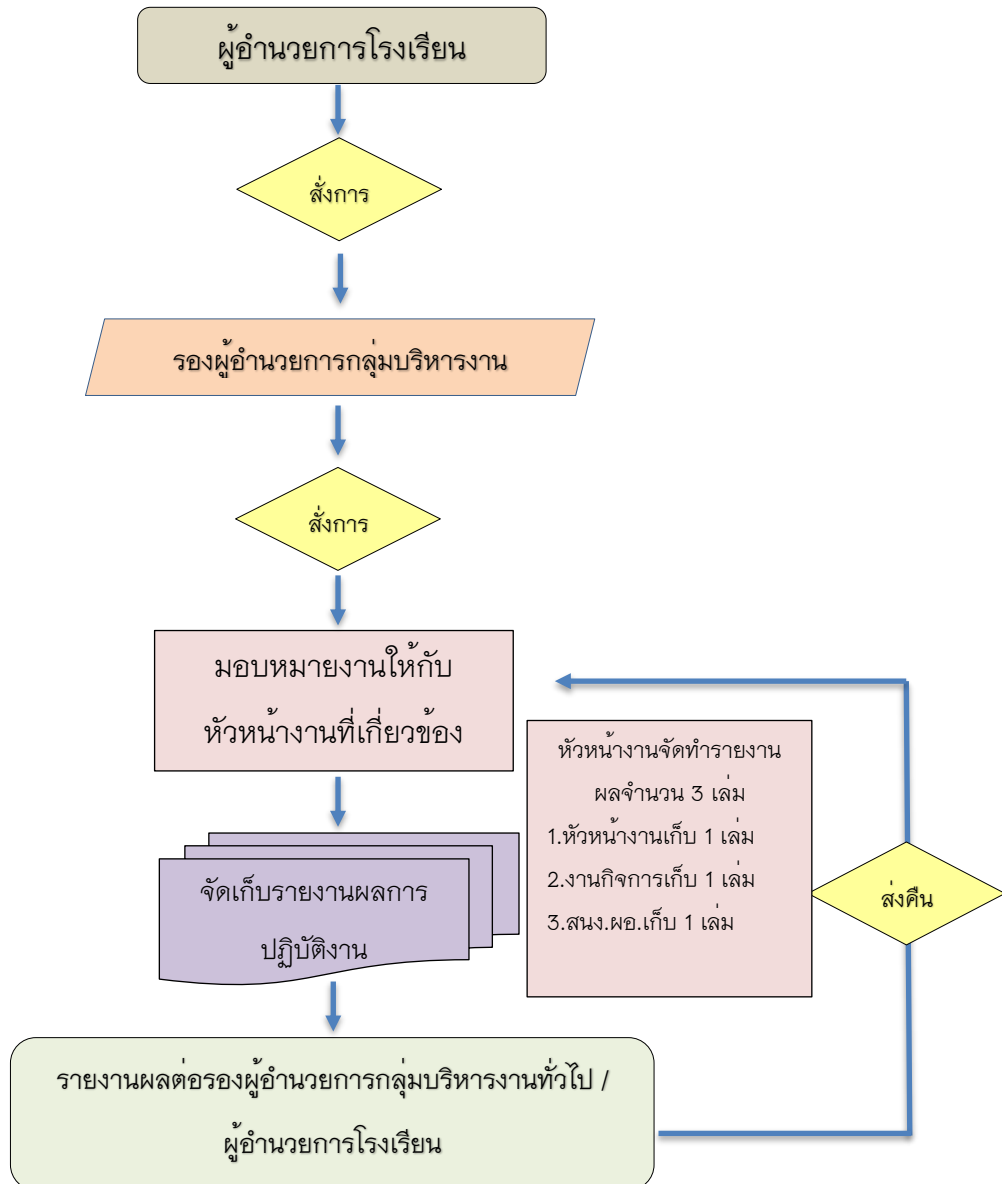 ผู้อำนวยการโรงเรียน
สั่งการ
รองผู้อำนวยการกลุ่มบริหารงาน
สั่งการ
มอบหมายงานให้กับ
หัวหน้างานที่เกี่ยวข้อง
หัวหน้างานจัดทำรายงาน
ผลจำนวน 3 เล่ม
1.หัวหน้างานเก็บ 1 เล่ม
2.งานกิจการเก็บ 1 เล่ม
3.สนง.ผอ.เก็บ 1 เล่ม
ส่งคืน
จัดเก็บรายงานผลการ
ปฏิบัติงาน
รายงานผลต่อรองผู้อำนวยการกลุ่มบริหารงานทั่วไป /
ผู้อำนวยการโรงเรียน